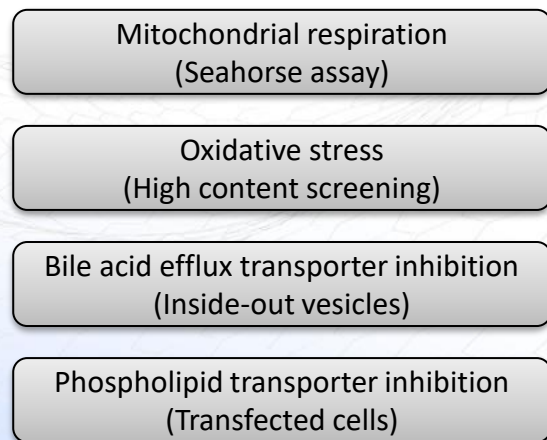 Mitochondrial respiration
(Seahorse assay)
Oxidative stress
(High content screening)
Bile acid efflux transporter inhibition
(Inside-out vesicles)
Phospholipid transporter inhibition
(Transfected cells)